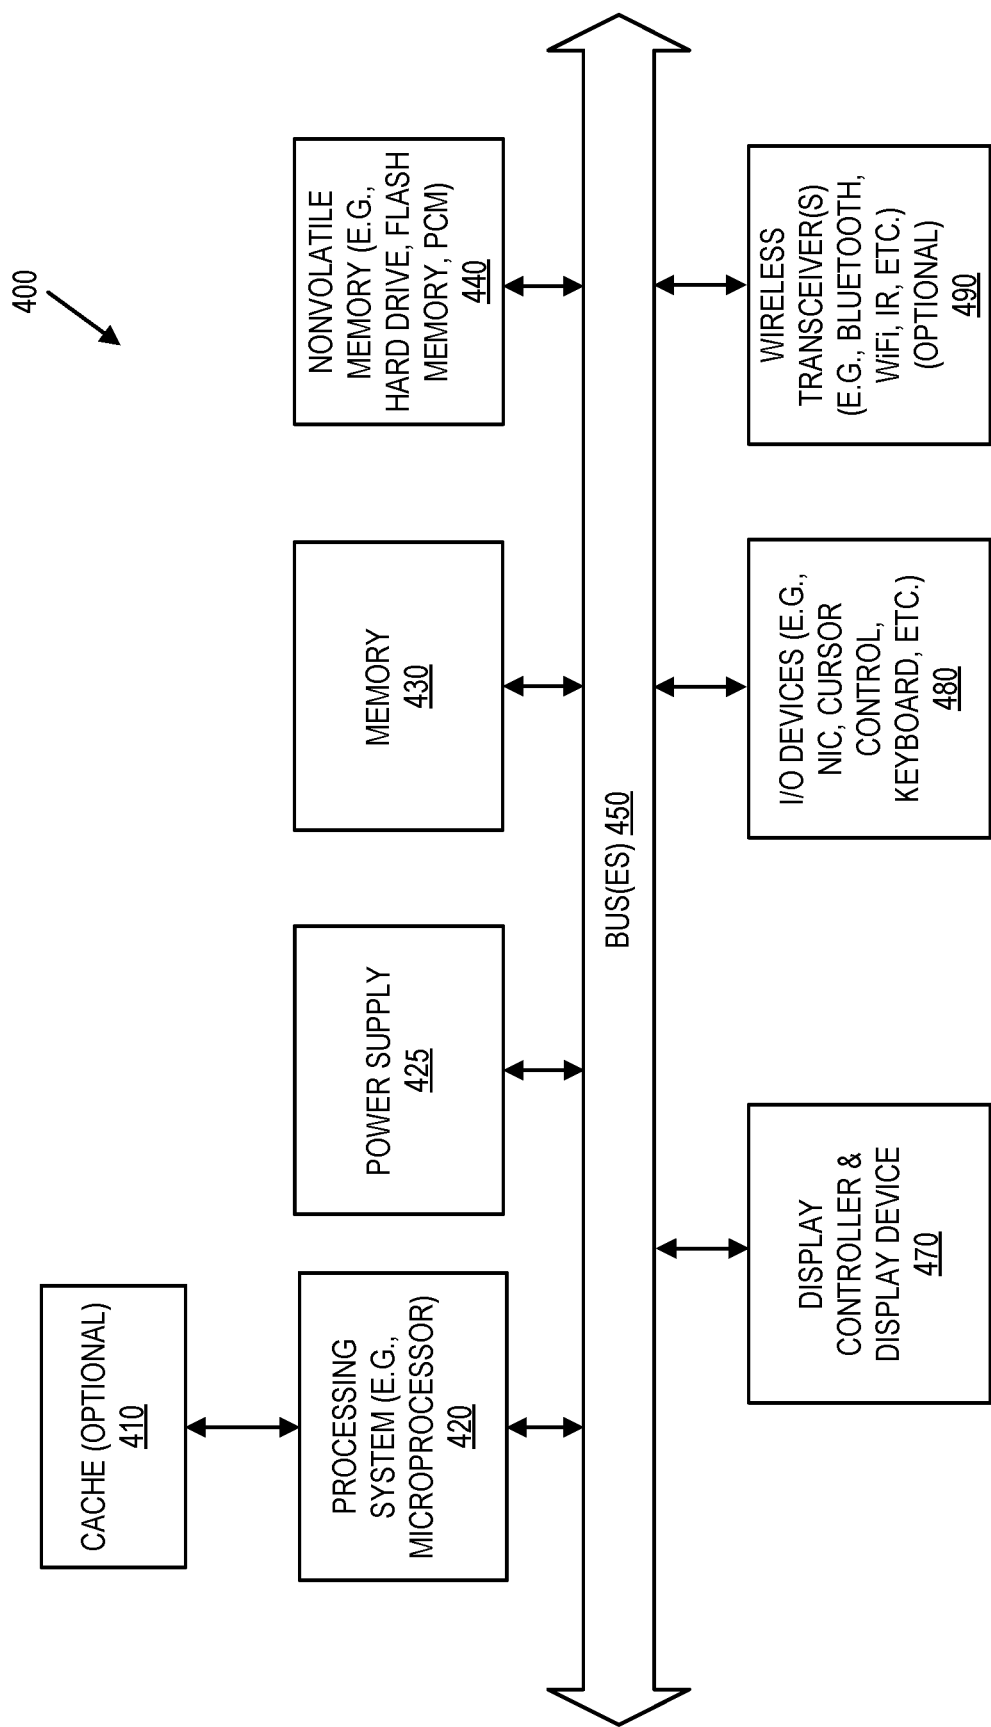 400
CACHE (OPTIONAL)
410
PROCESSING
SYSTEM (E.G.,
MICROPROCESSOR)
420
POWER SUPPLY
425
MEMORY
430
NONVOLATILE
MEMORY (E.G.,
HARD DRIVE, FLASH
MEMORY, PCM)
440
BUS(ES) 450
DISPLAY
CONTROLLER &
DISPLAY DEVICE
470
I/O DEVICES (E.G.,
NIC, CURSOR
CONTROL,
KEYBOARD, ETC.)
480
WIRELESS
TRANSCEIVER(S)
(E.G., BLUETOOTH,
WiFi, IR, ETC.)
(OPTIONAL)
490